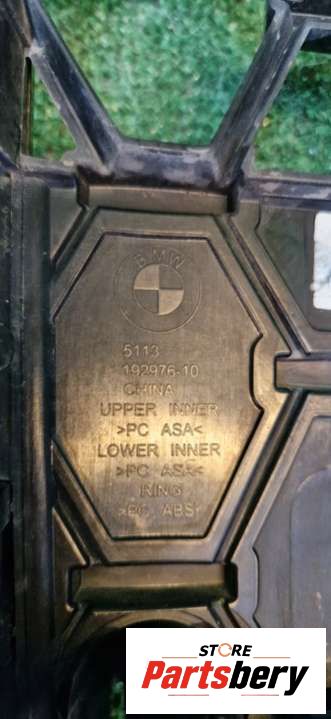 BMW
5113
192976-10
CHINA
UPPER INNER
>PC ASA<
LOWER INNER
>PC ASA<
RING
>PC ABS<
STORE
Partsbery